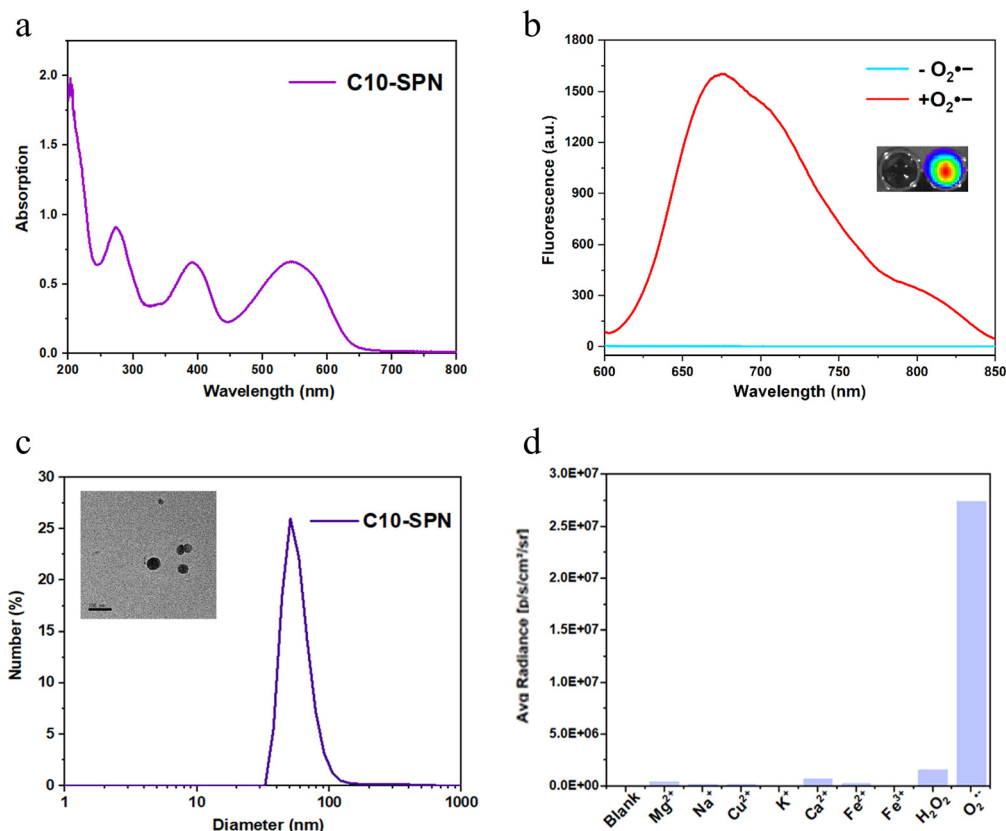 a
C10-SPN
2.0
1.5
1.0
0.5
0.0
Absorption
200 300 400 500 600 700 800
Wavelength (nm)
b
- O₂•−
+O₂•−
1800
1500
1200
900
600
300
0
Fluorescence (a.u.)
600 650 700 750 800 850
Wavelength (nm)
c
C10-SPN
30
25
20
15
10
5
0
Number (%)
1 10 100 1000
Diameter (nm)
d
3.0E+07
2.5E+07
2.0E+07
1.5E+07
1.0E+07
5.0E+06
0.0E+00
Avg Radiance [p/s/cm²/sr]
Blank Mg²⁺ Na⁺ Cu²⁺ K⁺ Ca²⁺ Fe²⁺ Fe³⁺ H₂O₂ O₂•−